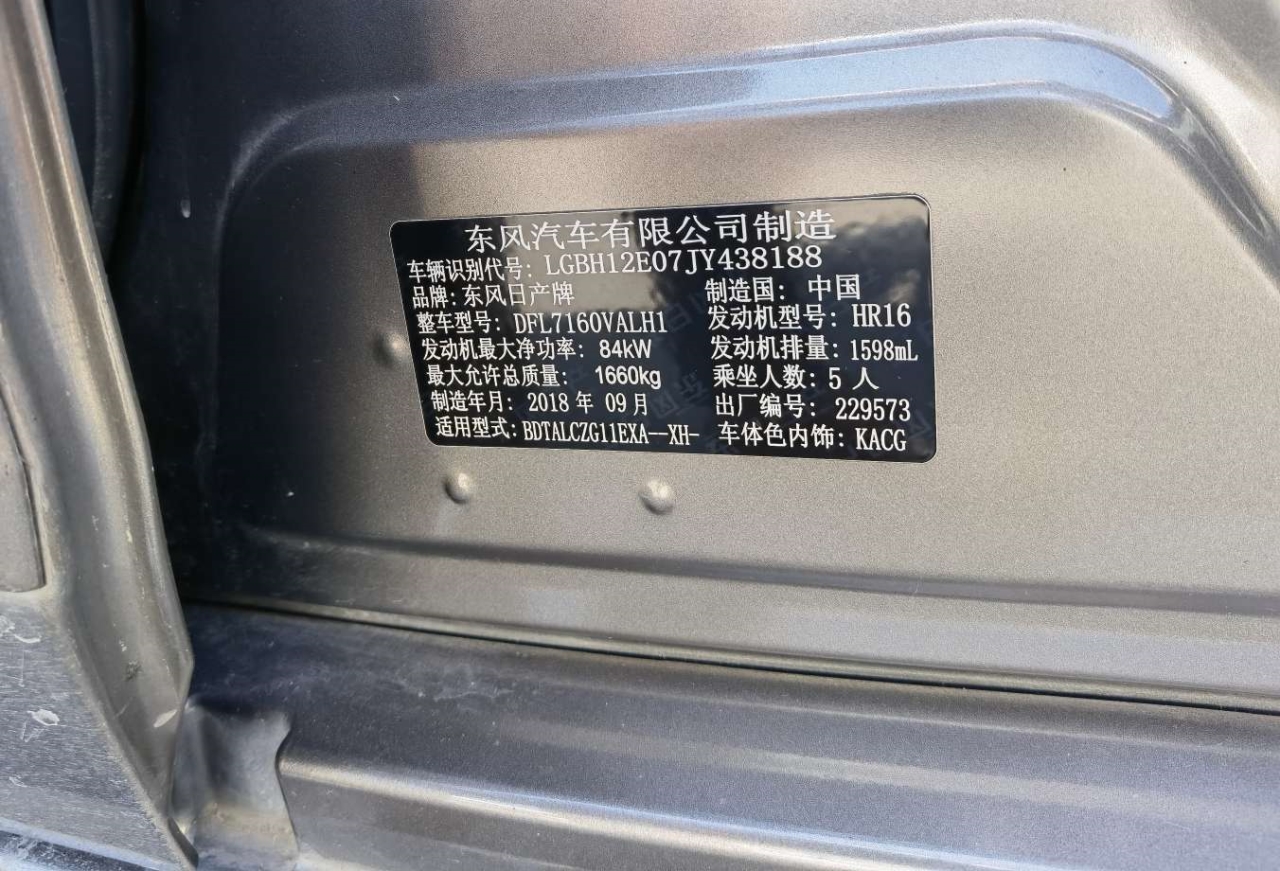 东风汽车有限公司制造
车辆识别代号: LGBH12E07JY438188
品牌: 东风日产牌 制造国: 中国
整车型号: DFL7160VALH1 发动机型号: HR16
发动机最大净功率: 84kW 发动机排量: 1598mL
最大允许总质量: 1660kg 乘坐人数: 5 人
制造年月: 2018 年 09 月 出厂编号: 229573
适用型式: BDTALCZG11EXA--XH- 车体色内饰: KACG